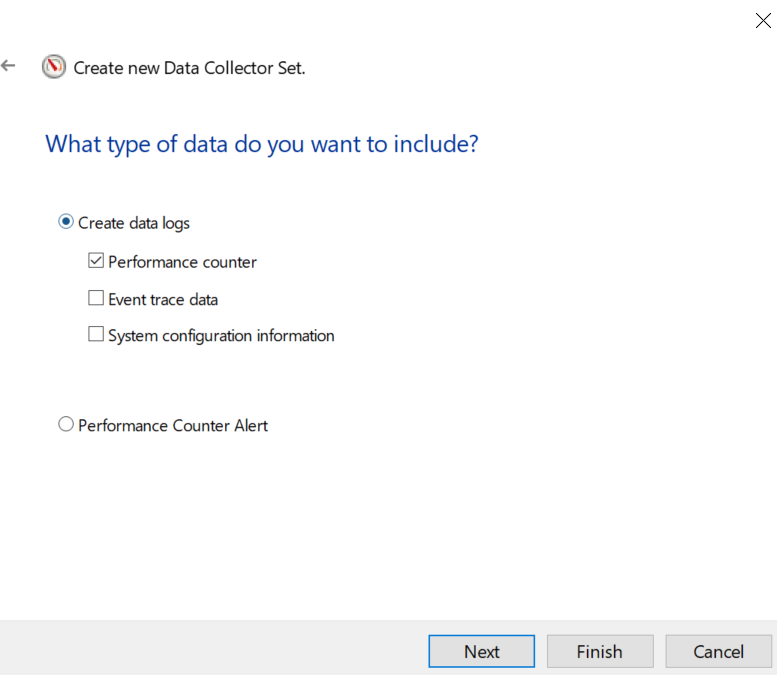 Create new Data Collector Set.
What type of data do you want to include?
Create data logs
Performance counter
Event trace data
System configuration information
Performance Counter Alert
Next Finish Cancel